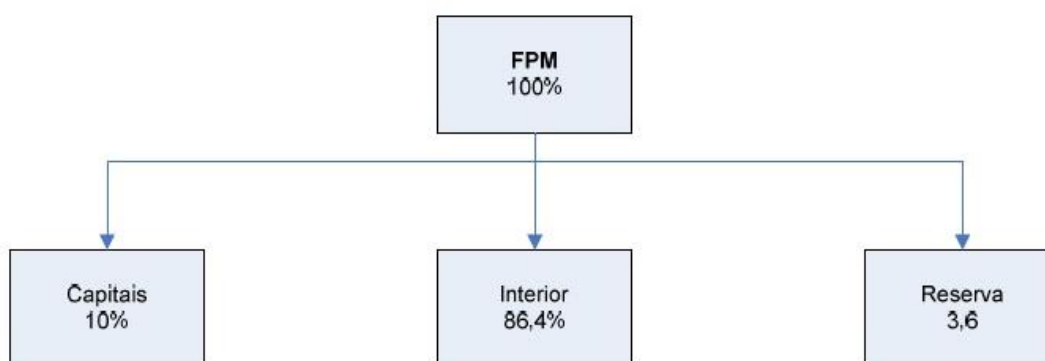 FPM
100%
Capitais
10%
Interior
86,4%
Reserva
3,6